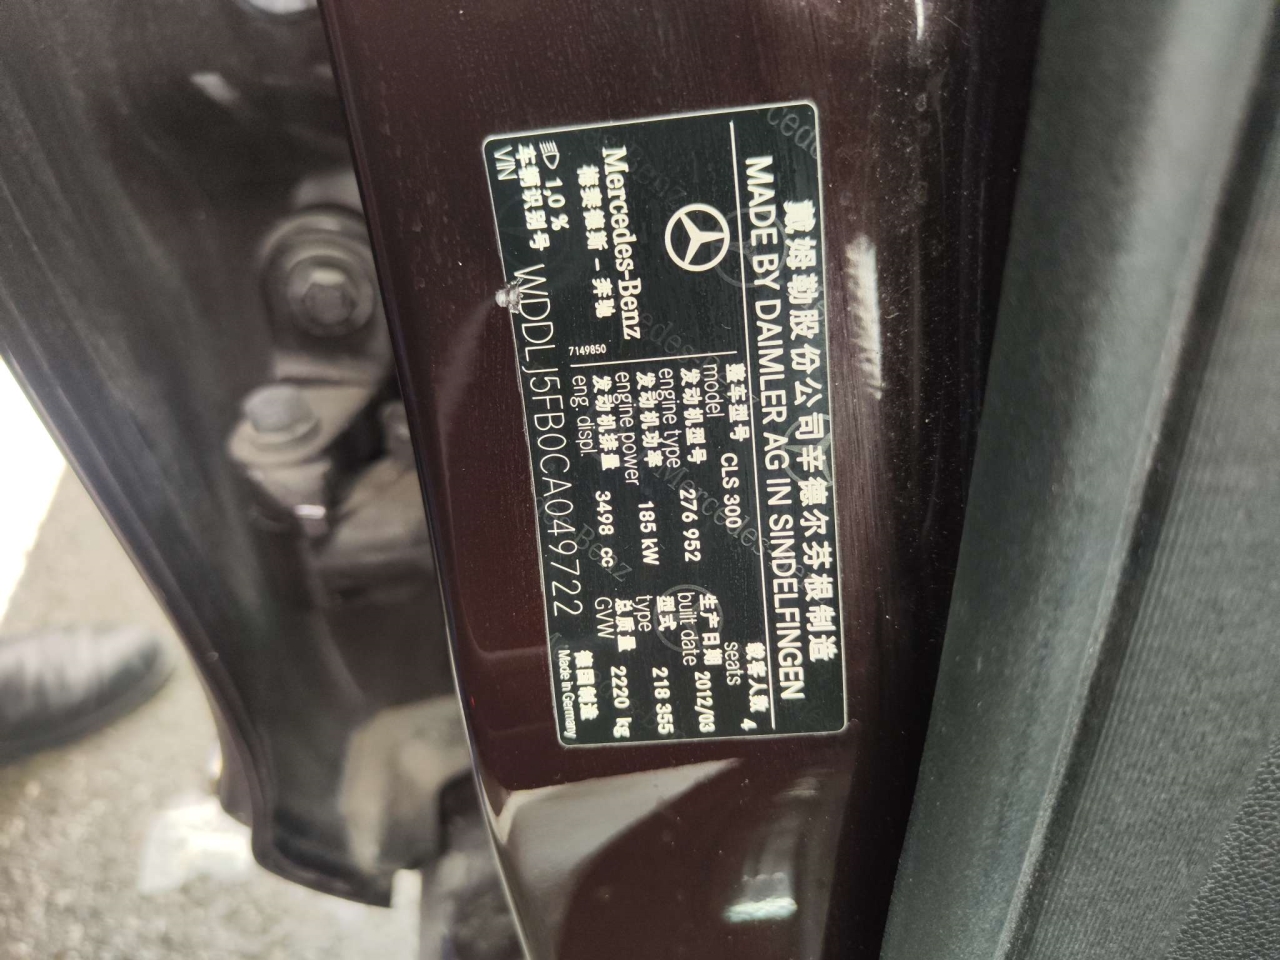 戴姆勒股份公司辛德尔芬根制造
MADE BY DAIMLER AG IN SINDELFINGEN
Mercedes-Benz
梅赛德斯-奔驰
整车型号
model CLS 300
载客人数
seats 4
发动机型号
engine type 276 952
生产日期
built date 2012/03
发动机功率
engine power 185 kW
型式
type 218 355
发动机排量
eng. displ. 3498 cc
总质量
GVW 2220 kg
7149850
1,0 %
德国制造
Made in Germany
车辆识别号
VIN WDDLJ5FB0CA049722